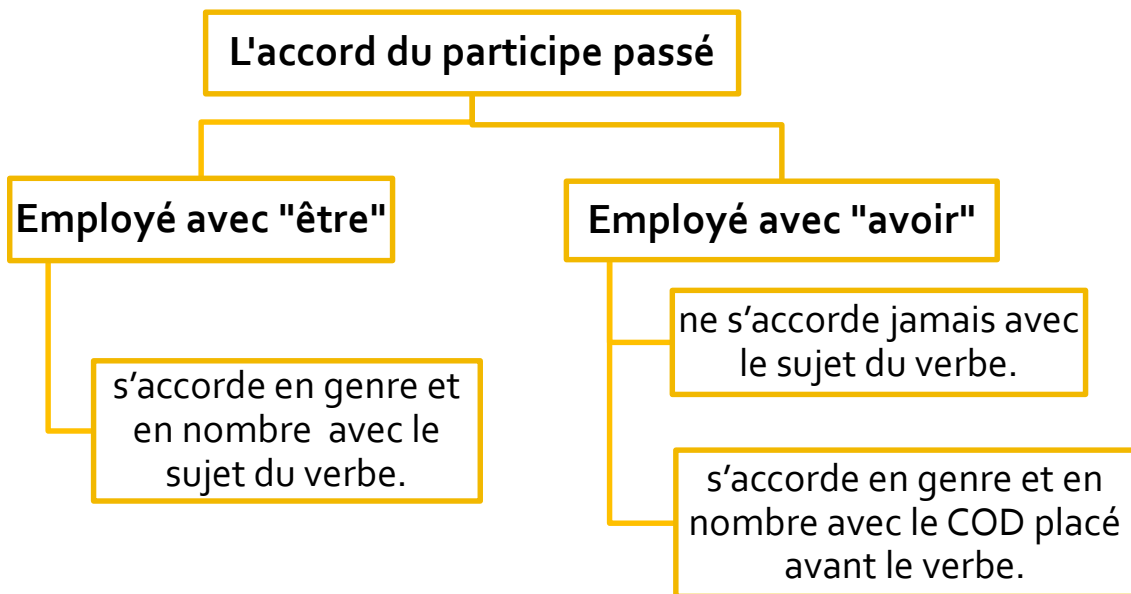 L'accord du participe passé
Employé avec "être"
s’accorde en genre et
en nombre avec le
sujet du verbe.
Employé avec "avoir"
ne s’accorde jamais avec
le sujet du verbe.
s’accorde en genre et en
nombre avec le COD placé
avant le verbe.